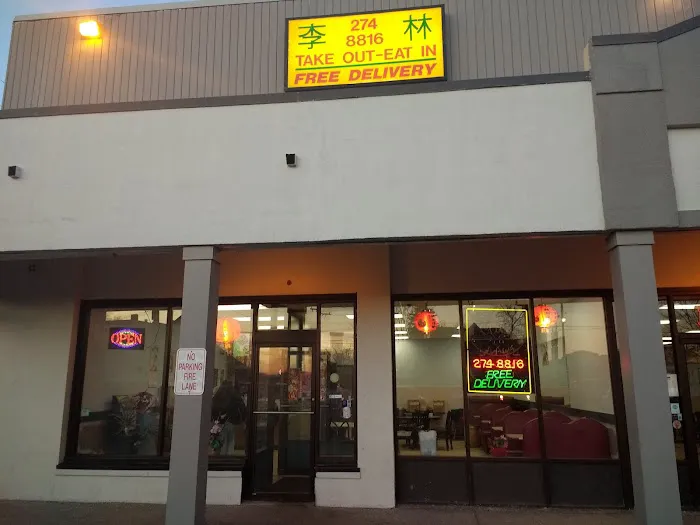 李 274 林
8816
TAKE OUT-EAT IN
FREE DELIVERY
OPEN
NO
PARKING
FIRE
LANE
274 8816
FREE
DELIVERY